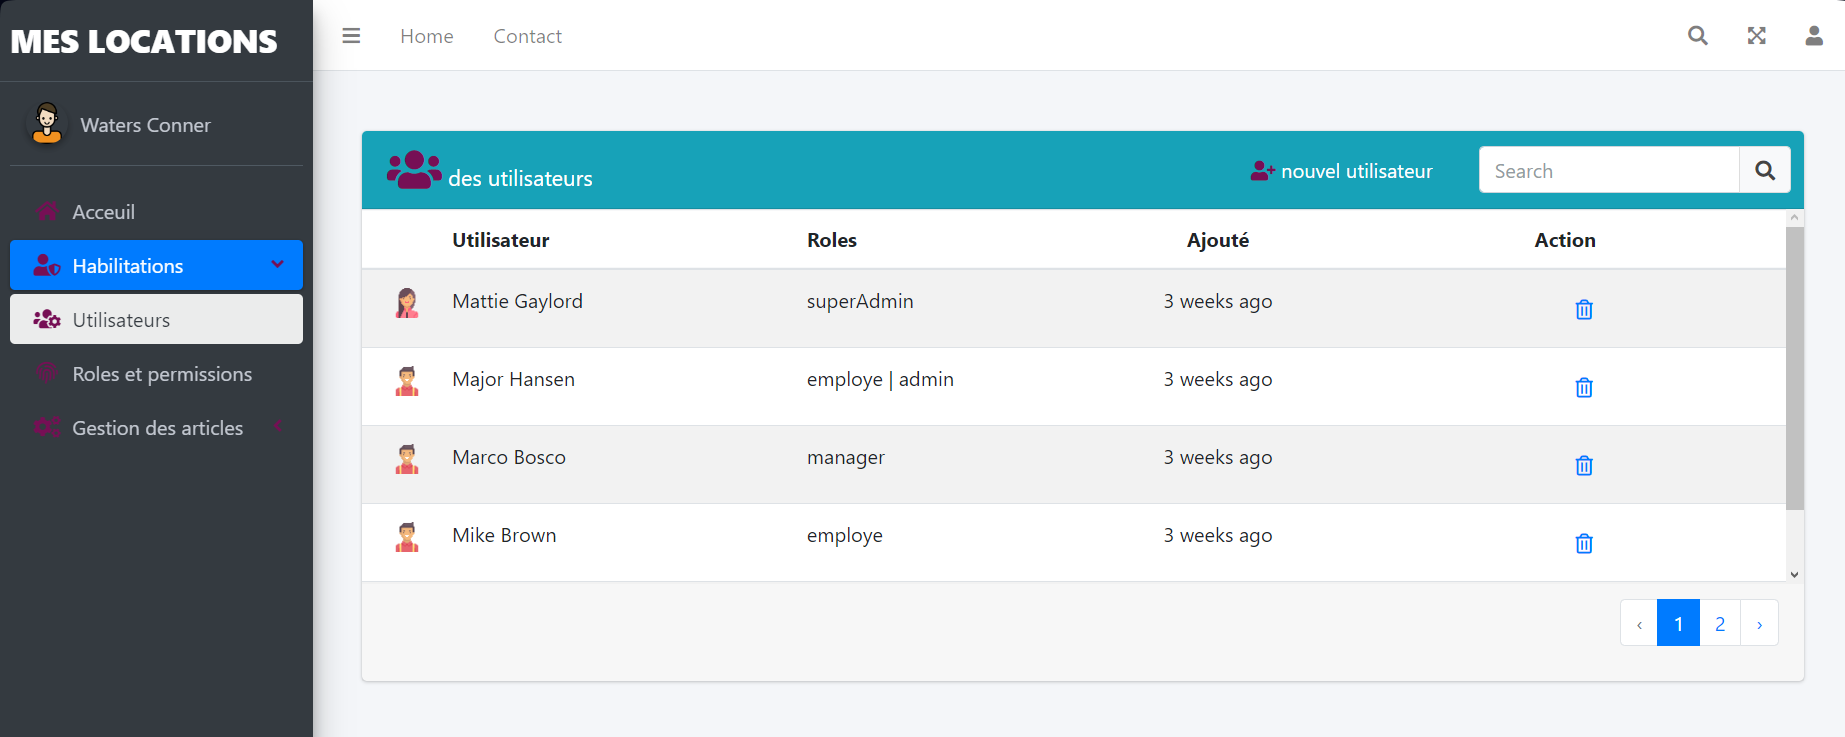 MES LOCATIONS
Home Contact
Waters Conner
Acceuil
Habilitations
Utilisateurs
Roles et permissions
Gestion des articles
des utilisateurs nouvel utilisateur Search
Utilisateur Roles Ajouté Action
Mattie Gaylord superAdmin 3 weeks ago
Major Hansen employe | admin 3 weeks ago
Marco Bosco manager 3 weeks ago
Mike Brown employe 3 weeks ago
‹ 1 2 ›